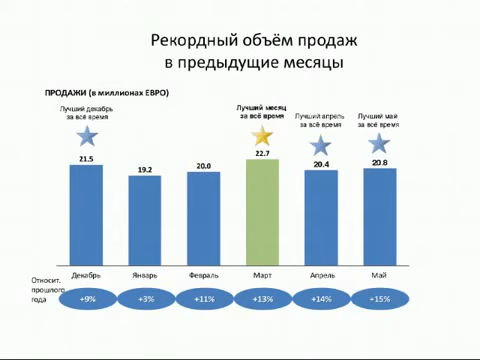 Рекордный объём продаж
в предыдущие месяцы
ПРОДАЖИ (в миллионах ЕВРО)
Лучший декабрь
за всё время
Лучший месяц
за всё время
Лучший апрель
за всё время
Лучший май
за всё время
21.5
19.2
20.0
22.7
20.4
20.8
Декабрь
Январь
Февраль
Март
Апрель
Май
Относит.
прошлого
года
+9%
+3%
+11%
+13%
+14%
+15%